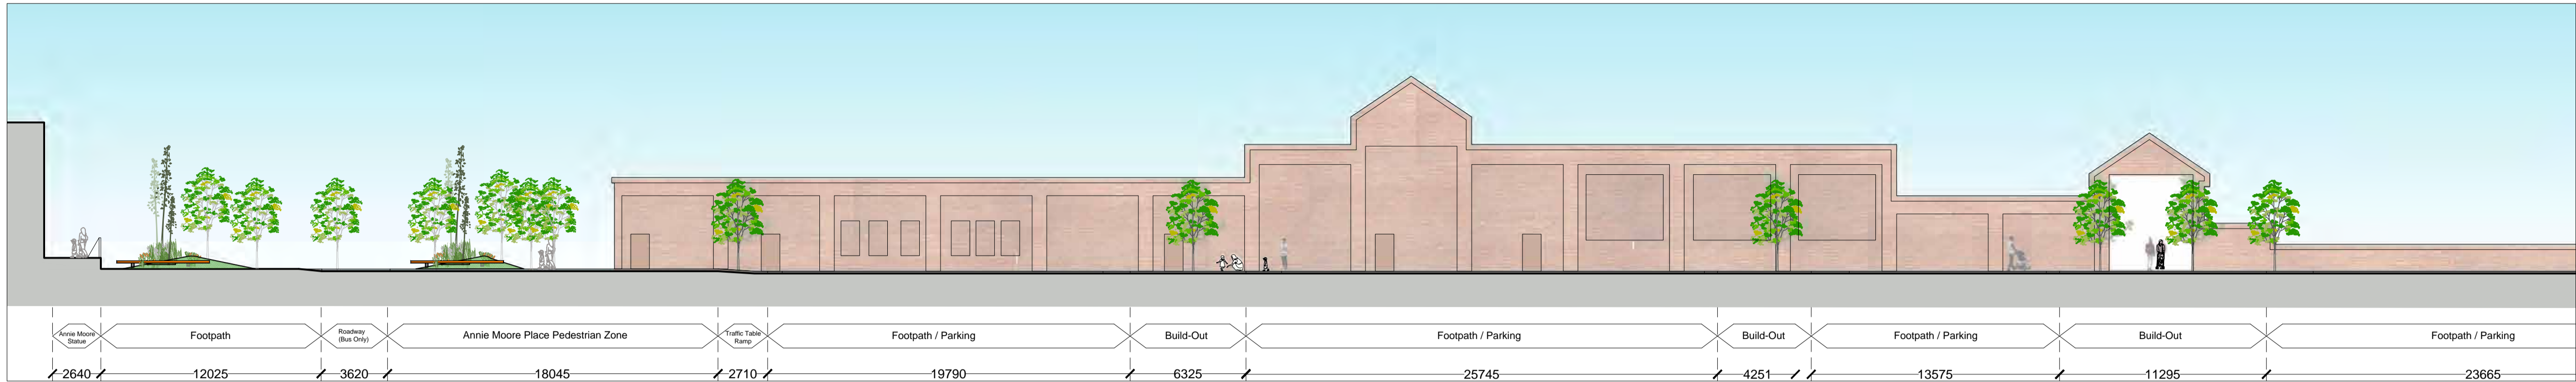 Annie Moore
Statue
Footpath
Roadway
(Bus Only)
Annie Moore Place Pedestrian Zone
Traffic Table
Ramp
Footpath / Parking
Build-Out
Footpath / Parking
Build-Out
Footpath / Parking
Build-Out
Footpath / Parking
2640
12025
3620
18045
2710
19790
6325
25745
4251
13575
11295
23665